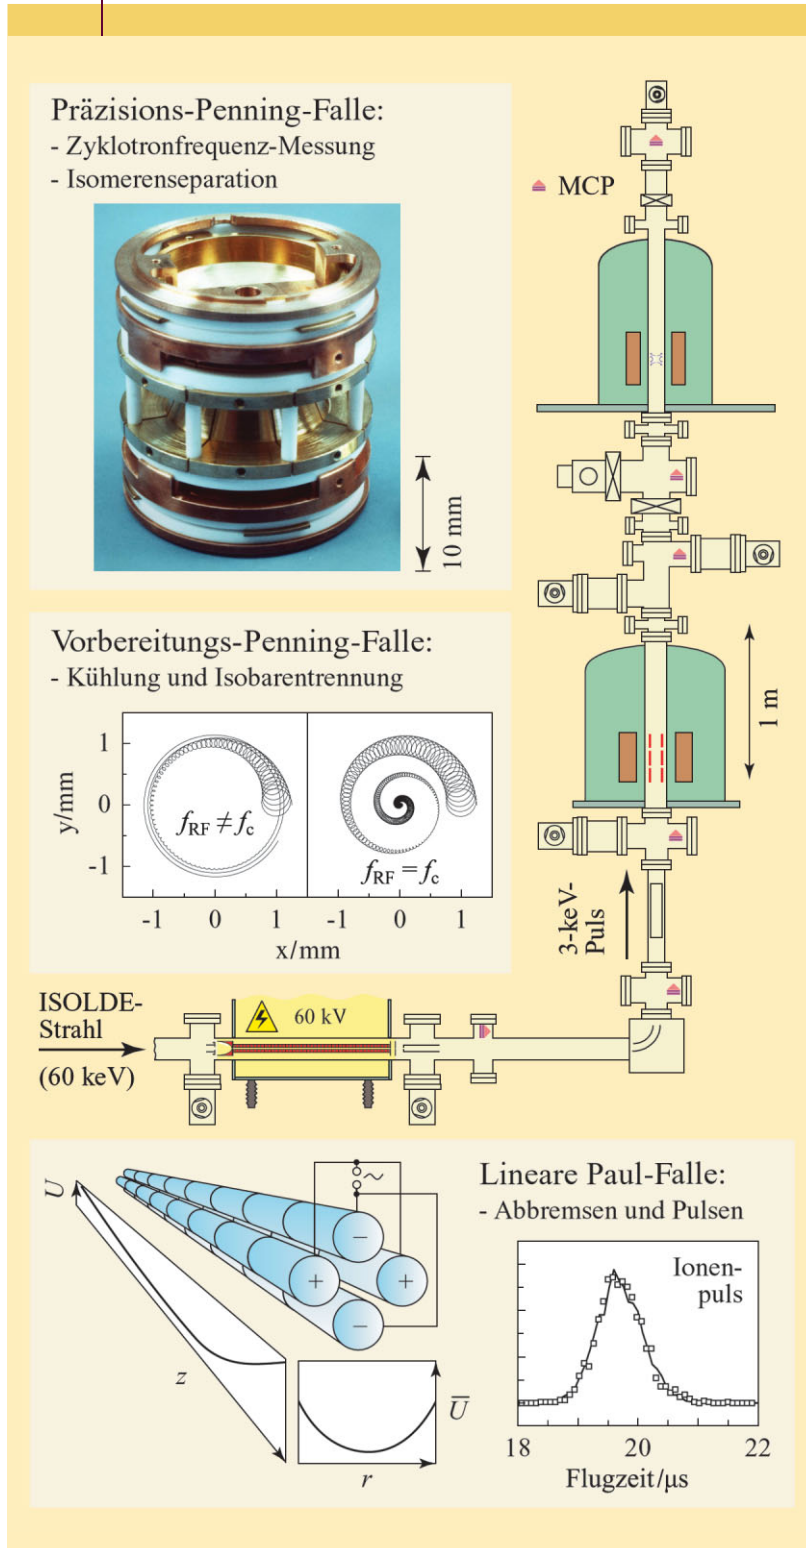 Präzisions-Penning-Falle:
- Zyklotronfrequenz-Messung
- Isomerenseparation
10 mm
MCP
Vorbereitungs-Penning-Falle:
- Kühlung und Isobarentrennung
y/mm
1
0
-1
f_RF ≠ f_c
f_RF = f_c
-1 0 1 -1 0 1
x/mm
1 m
3-keV-
Puls
ISOLDE-
Strahl
(60 keV)
60 kV
U
z
~
−
+ +
−
U̅
r
Lineare Paul-Falle:
- Abbremsen und Pulsen
Ionen-
puls
18 20 22
Flugzeit/μs